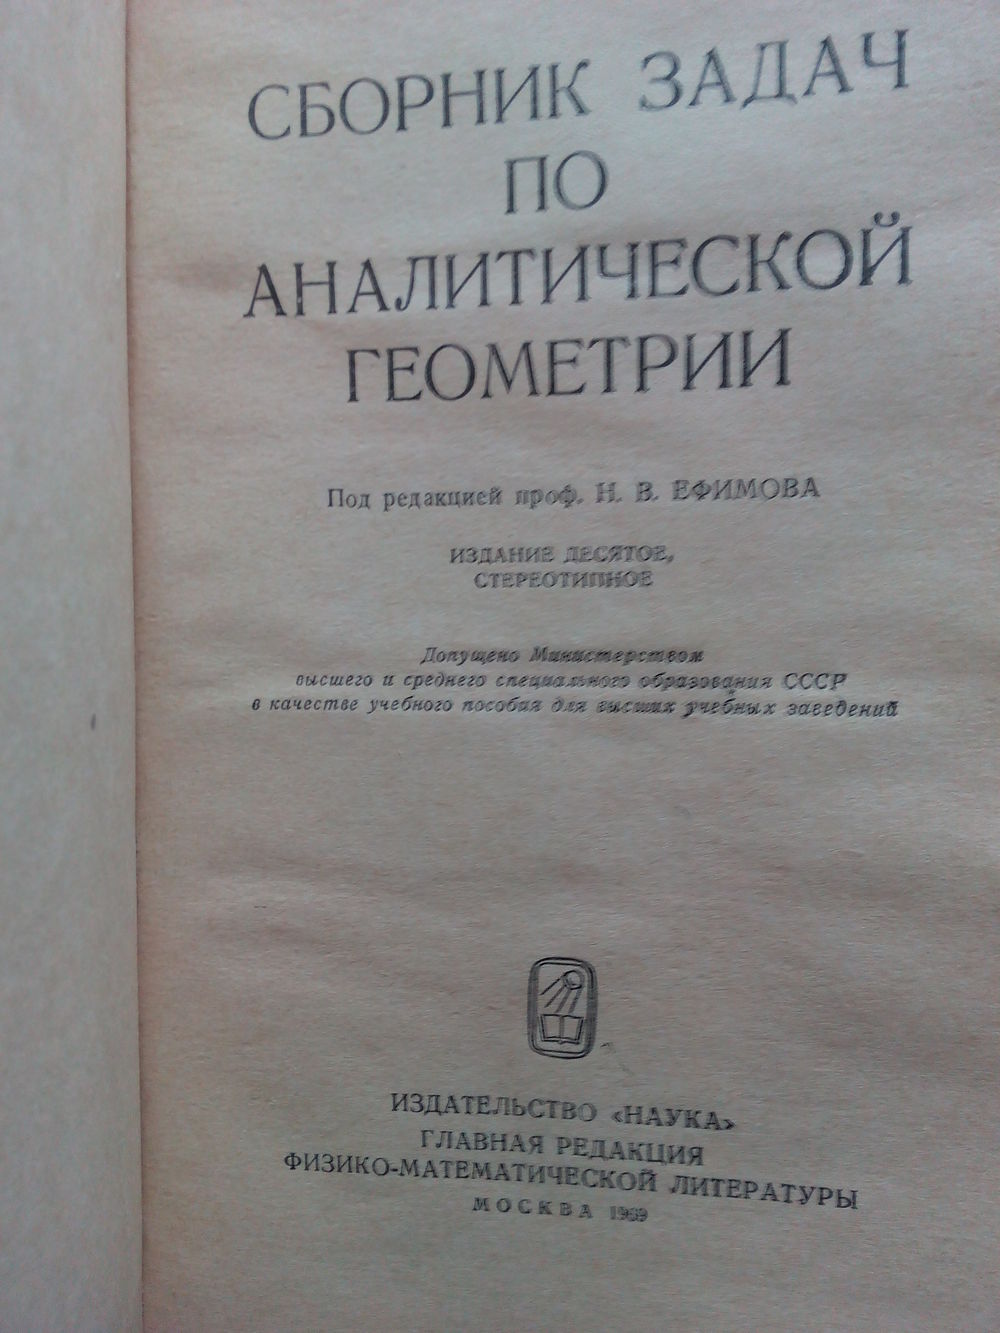 СБОРНИК ЗАДАЧ
ПО
АНАЛИТИЧЕСКОЙ
ГЕОМЕТРИИ
Под редакцией проф. Н. В. ЕФИМОВА
ИЗДАНИЕ ДЕСЯТОЕ,
СТЕРЕОТИПНОЕ
Допущено Министерством
высшего и среднего специального образования СССР
в качестве учебного пособия для высших учебных заведений
ИЗДАТЕЛЬСТВО «НАУКА»
ГЛАВНАЯ РЕДАКЦИЯ
ФИЗИКО-МАТЕМАТИЧЕСКОЙ ЛИТЕРАТУРЫ
МОСКВА 1969